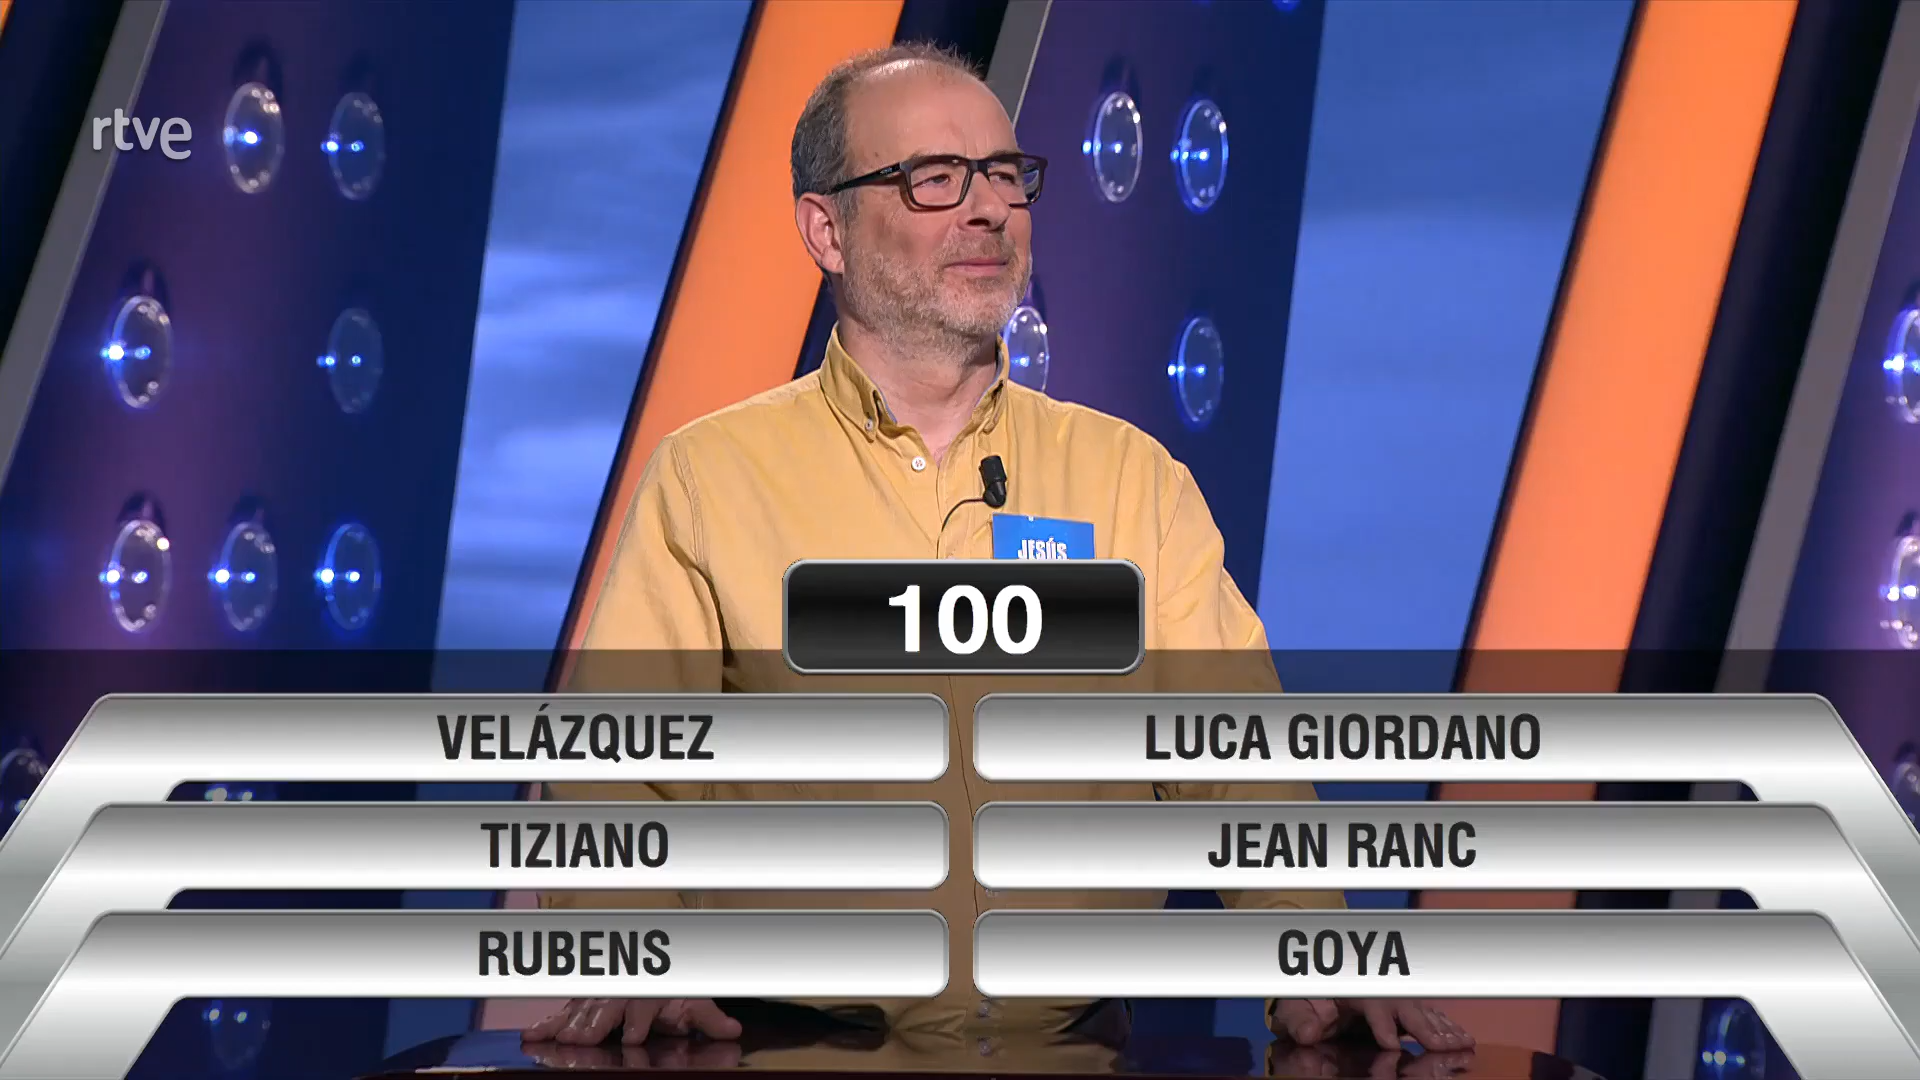 rtve
JESÚS
100
VELÁZQUEZ
LUCA GIORDANO
TIZIANO
JEAN RANC
RUBENS
GOYA